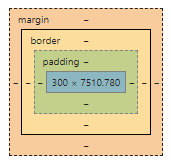 margin –
border –
padding –
– – – 300 × 7510.780 – – –
–
–
–